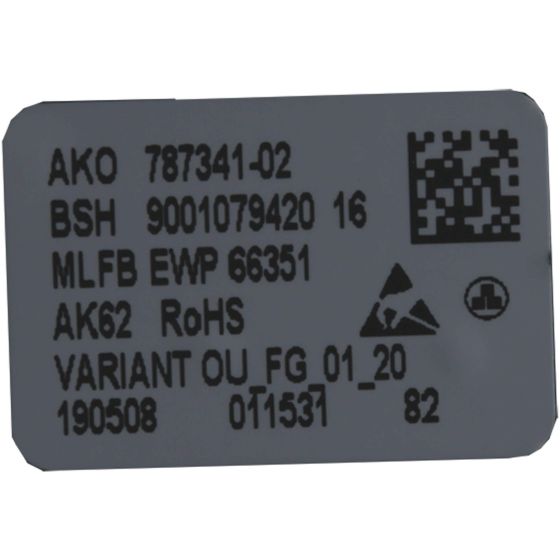 AKO 787341-02
BSH 9001079420 16
MLFB EWP 66351
AK62 RoHS
VARIANT OU_FG_01_20
190508 011531 82